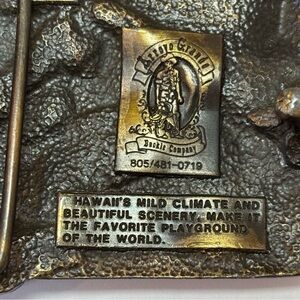 Arroyo Grande
Buckle Company
805/481-0719
HAWAII'S MILD CLIMATE AND
BEAUTIFUL SCENERY, MAKE IT
THE FAVORITE PLAYGROUND
OF THE WORLD.